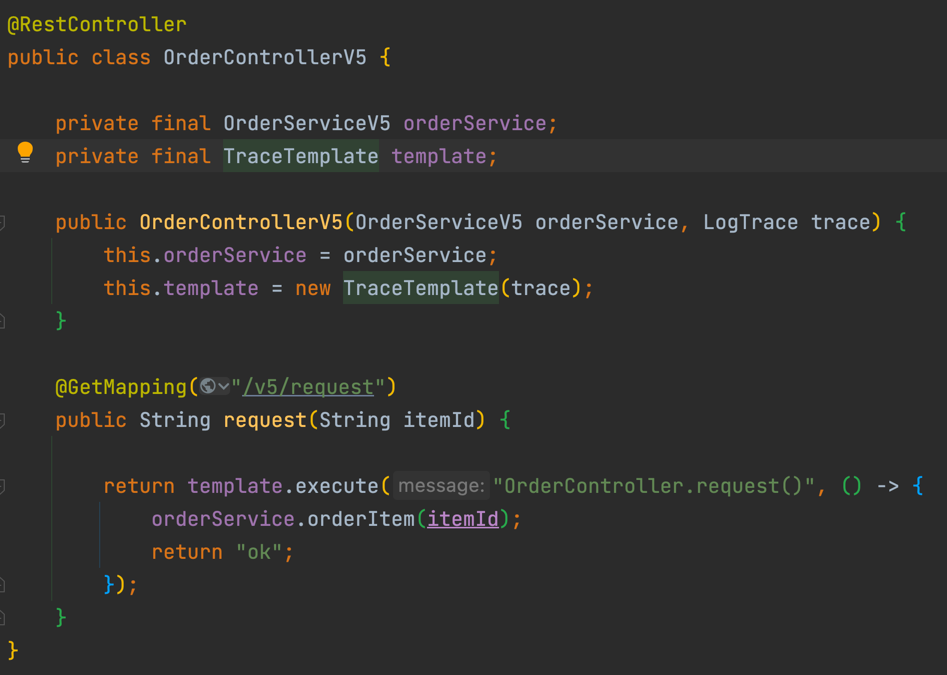 @RestController
public class OrderControllerV5 {
private final OrderServiceV5 orderService;
private final TraceTemplate template;
public OrderControllerV5(OrderServiceV5 orderService, LogTrace trace) {
this.orderService = orderService;
this.template = new TraceTemplate(trace);
}
@GetMapping("/v5/request")
public String request(String itemId) {
return template.execute( message: "OrderController.request()", () -> {
orderService.orderItem(itemId);
return "ok";
});
}
}